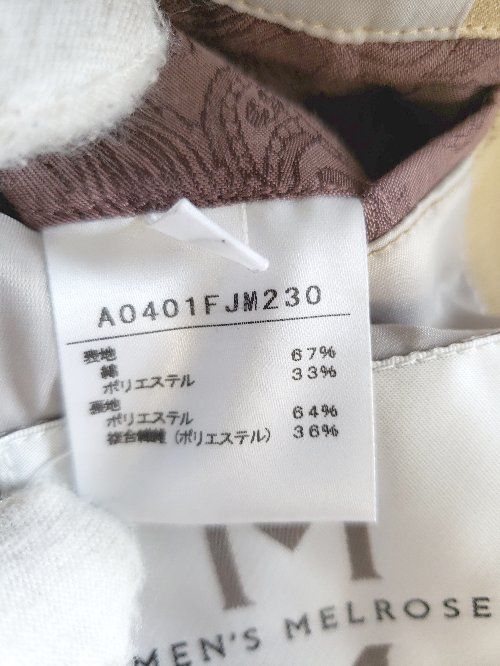 A0401FJM230
表地
綿 67%
ポリエステル 33%
裏地
ポリエステル 64%
複合繊維(ポリエステル) 36%
M
MEN'S MELROSE